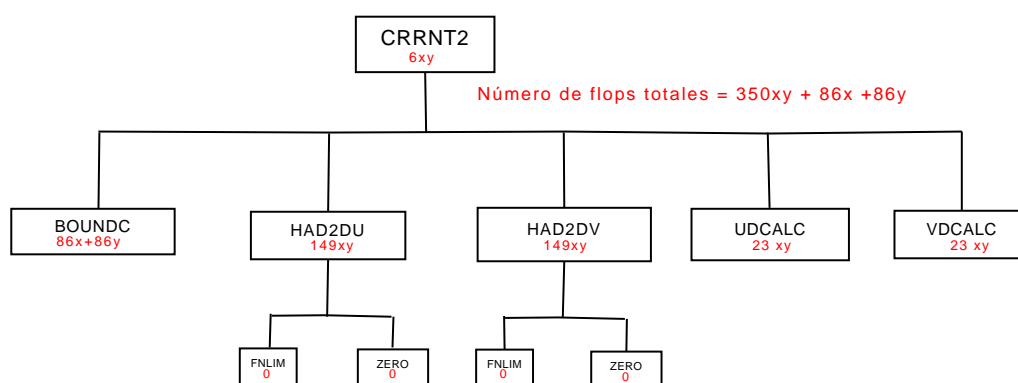 CRRNT2
6xy
Número de flops totales = 350xy + 86x +86y
BOUNDC
86x+86y
HAD2DU
149xy
HAD2DV
149xy
UDCALC
23 xy
VDCALC
23 xy
FNLIM
0
ZERO
0
FNLIM
0
ZERO
0